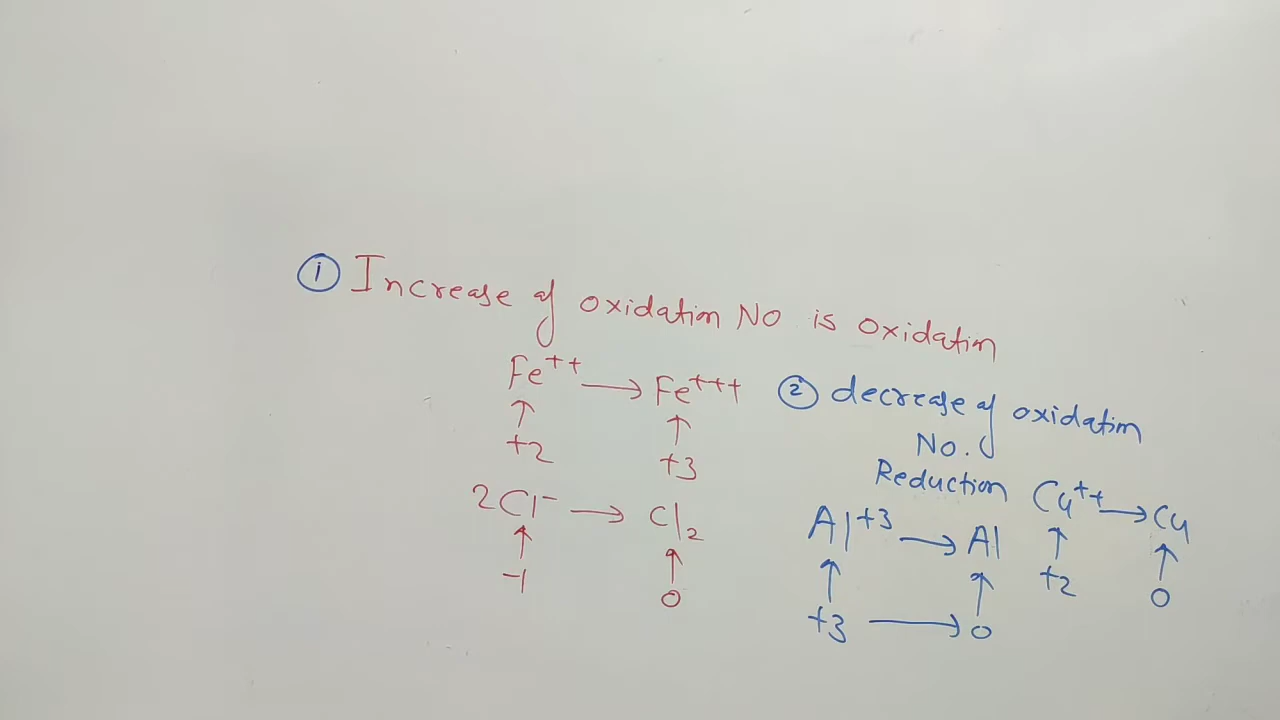 ① Increase of oxidation No is oxidation
Fe⁺⁺ → Fe⁺⁺⁺
↑ ↑
+2 +3
2Cl⁻ → Cl₂
↑ ↑
-1 0
② decrease of oxidation
No.
Reduction
Al⁺³ → Al
↑ ↑
+3 → 0
Cu⁺⁺ → Cu
↑ ↑
+2 0